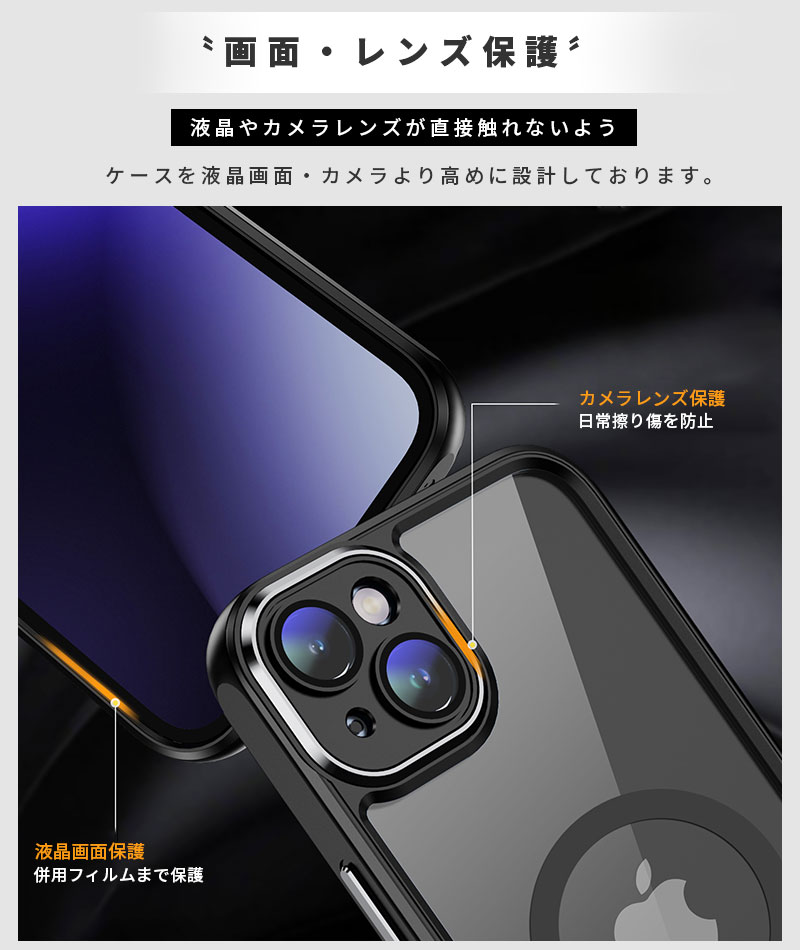 〝画面・レンズ保護〞
液晶やカメラレンズが直接触れないよう
ケースを液晶画面・カメラより高めに設計しております。
カメラレンズ保護
日常擦り傷を防止
液晶画面保護
併用フィルムまで保護